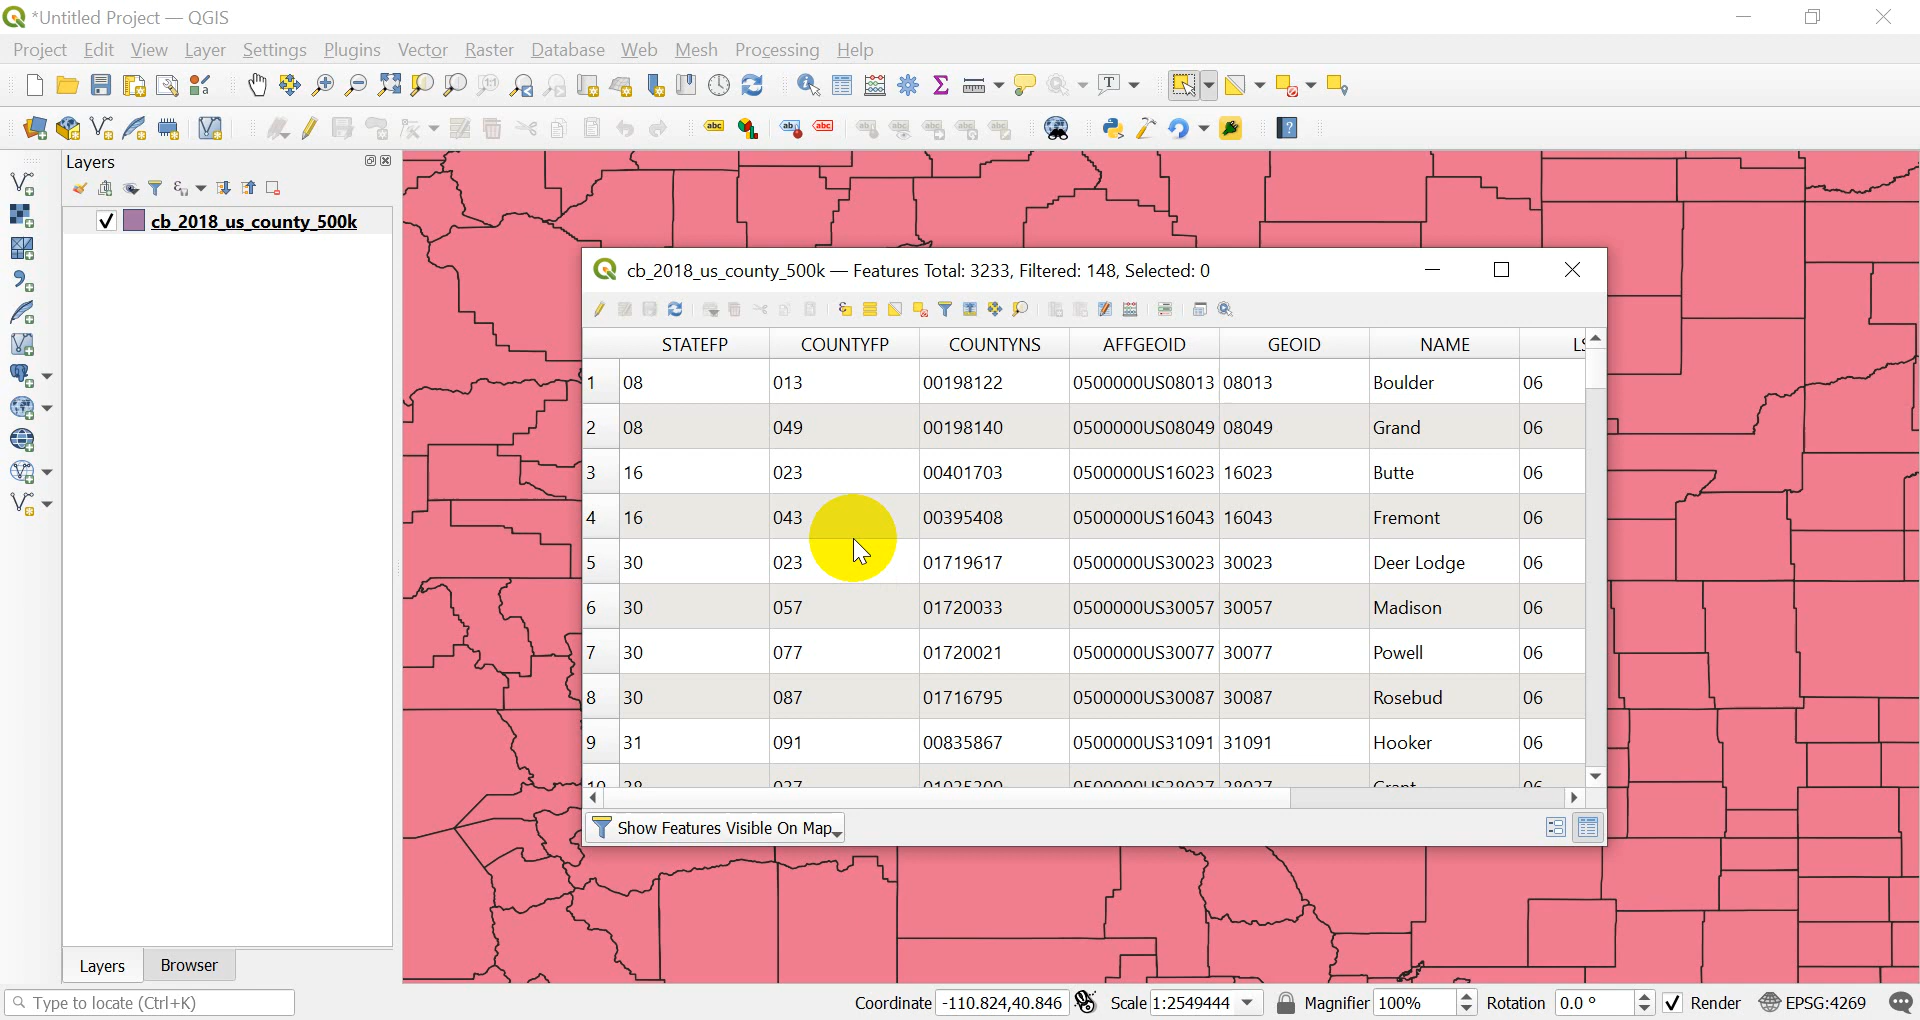 *Untitled Project — QGIS
Project Edit View Layer Settings Plugins Vector Raster Database Web Mesh Processing Help
Layers
cb_2018_us_county_500k
cb_2018_us_county_500k — Features Total: 3233, Filtered: 148, Selected: 0
STATEFP COUNTYFP COUNTYNS AFFGEOID GEOID NAME
1 08 013 00198122 0500000US08013 08013 Boulder 06
2 08 049 00198140 0500000US08049 08049 Grand 06
3 16 023 00401703 0500000US16023 16023 Butte 06
4 16 043 00395408 0500000US16043 16043 Fremont 06
5 30 023 01719617 0500000US30023 30023 Deer Lodge 06
6 30 057 01720033 0500000US30057 30057 Madison 06
7 30 077 01720021 0500000US30077 30077 Powell 06
8 30 087 01716795 0500000US30087 30087 Rosebud 06
9 31 091 00835867 0500000US31091 31091 Hooker 06
Show Features Visible On Map
Layers Browser
Type to locate (Ctrl+K) Coordinate -110.824,40.846 Scale 1:2549444 Magnifier 100% Rotation 0.0 ° Render EPSG:4269